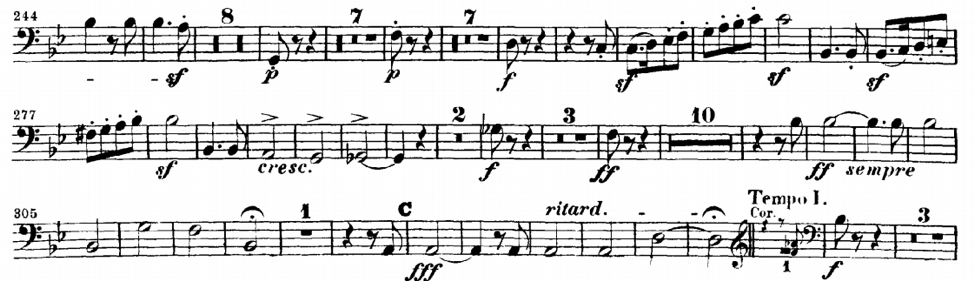 244 8 7 7
sf p p f sf sf sf
277 2 3 10
sf cresc. f ff ff sempre
Tempo I.
305 1 C ritard. Cor. 3
fff 1 f